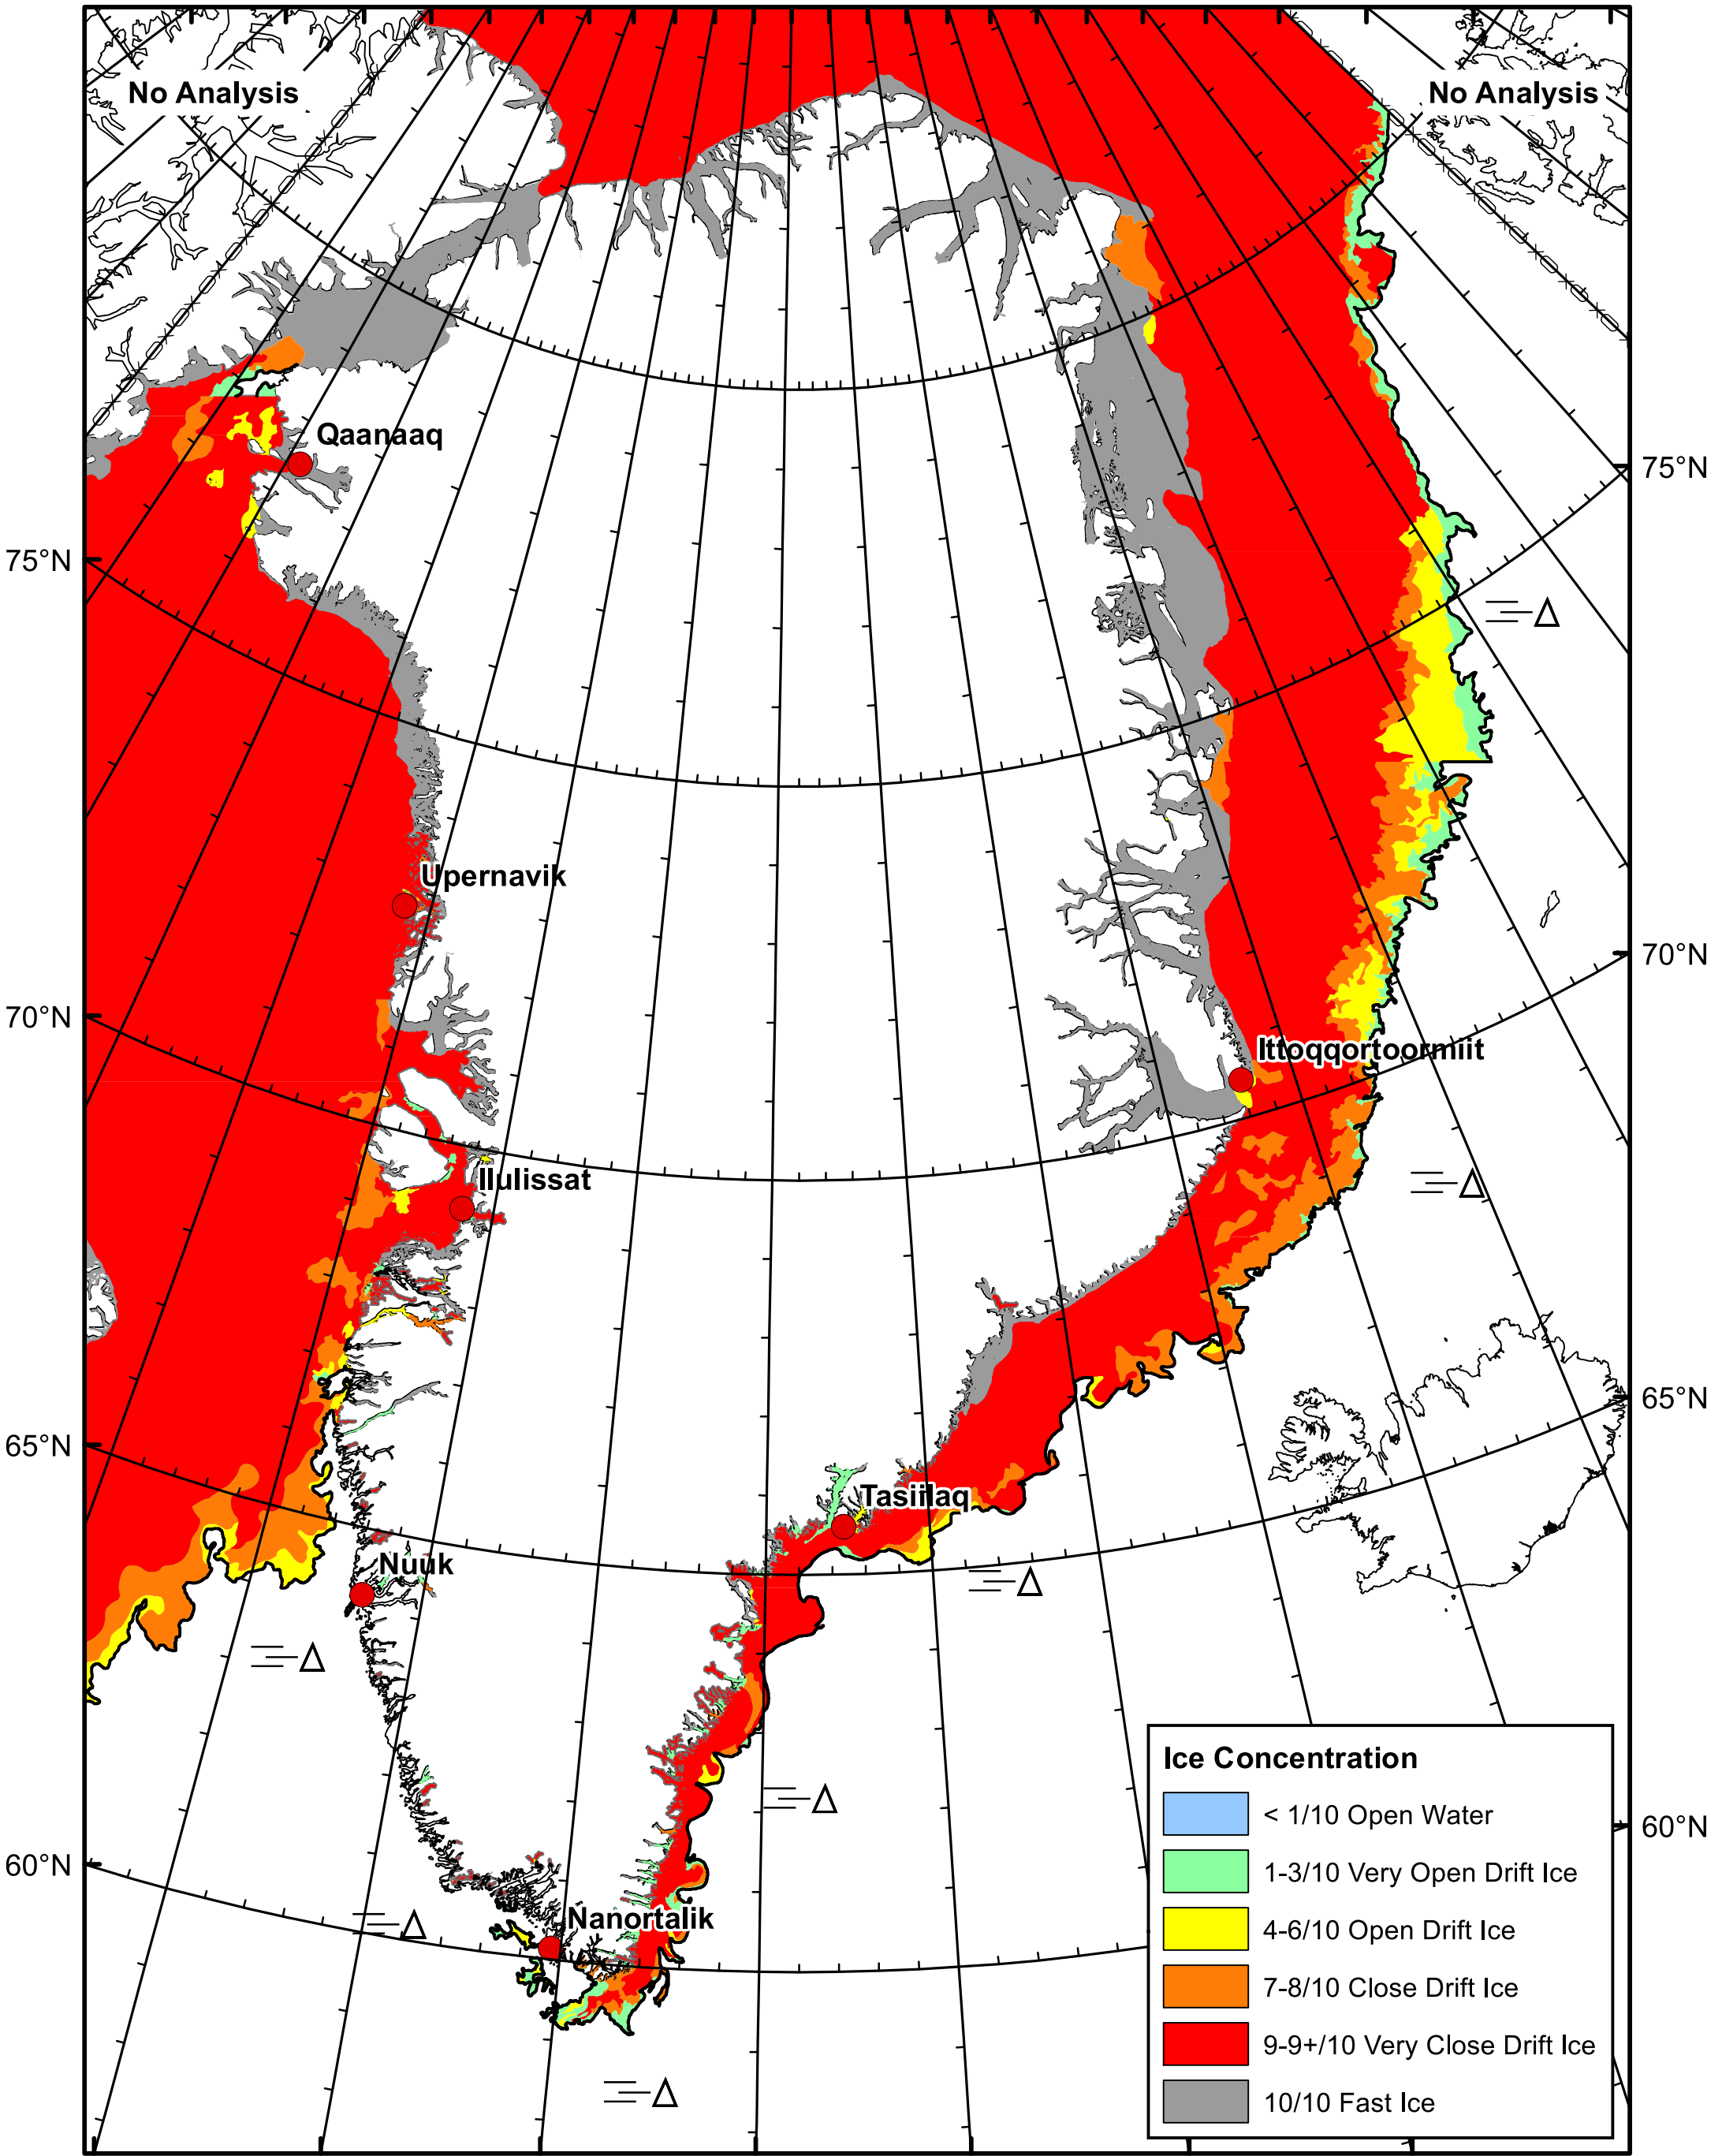 No Analysis
No Analysis
Qaanaaq
75°N
75°N
Upernavik
70°N
70°N
Ittoqqortoormiit
Ilulissat
65°N
65°N
Tasiilaq
Nuuk
60°N
60°N
Nanortalik
Ice Concentration
< 1/10 Open Water
1-3/10 Very Open Drift Ice
4-6/10 Open Drift Ice
7-8/10 Close Drift Ice
9-9+/10 Very Close Drift Ice
10/10 Fast Ice